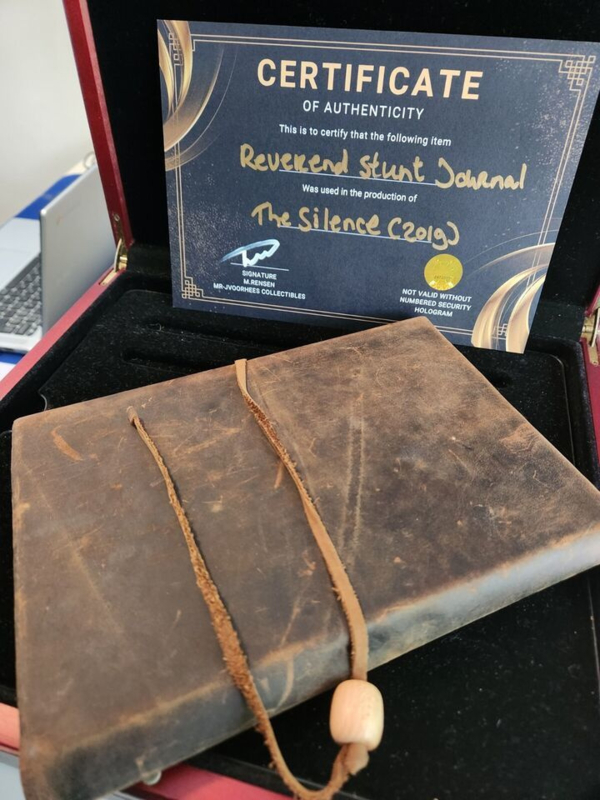 CERTIFICATE
OF AUTHENTICITY
This is to certify that the following item
Reverend Stunt Journal
Was used in the production of
The Silence (2019)
SIGNATURE
M.RENSEN
MR-JVOORHEES COLLECTIBLES
NOT VALID WITHOUT
NUMBERED SECURITY
HOLOGRAM